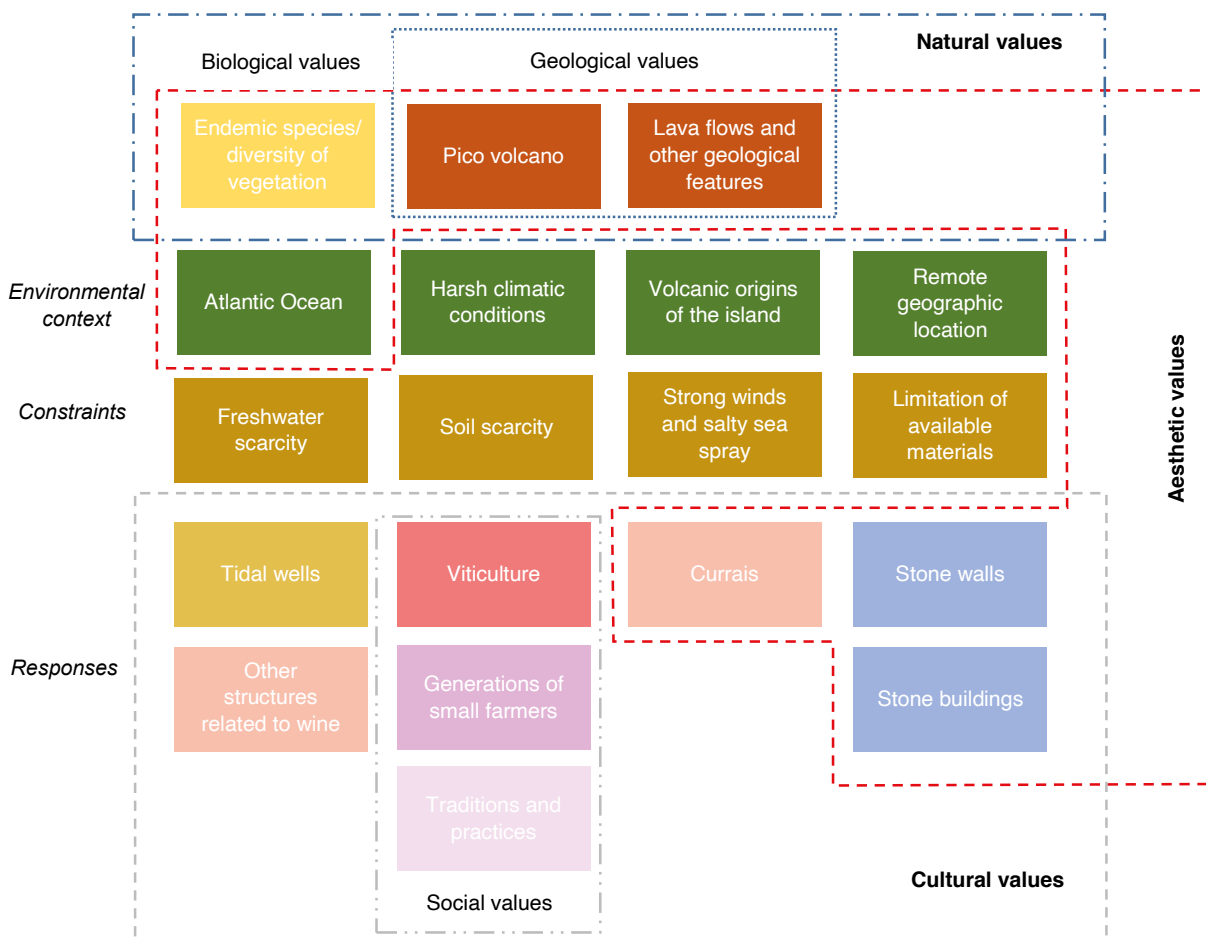 Natural values
Biological values
Geological values
Endemic species/
diversity of
vegetation
Pico volcano
Lava flows and
other geological
features
Environmental
context
Atlantic Ocean
Harsh climatic
conditions
Volcanic origins
of the island
Remote
geographic
location
Aesthetic values
Constraints
Freshwater
scarcity
Soil scarcity
Strong winds
and salty sea
spray
Limitation of
available
materials
Responses
Tidal wells
Viticulture
Currais
Stone walls
Other
structures
related to wine
Generations of
small farmers
Stone buildings
Traditions and
practices
Social values
Cultural values